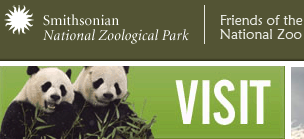 Smithsonian
National Zoological Park
Friends of the
National Zoo
VISIT